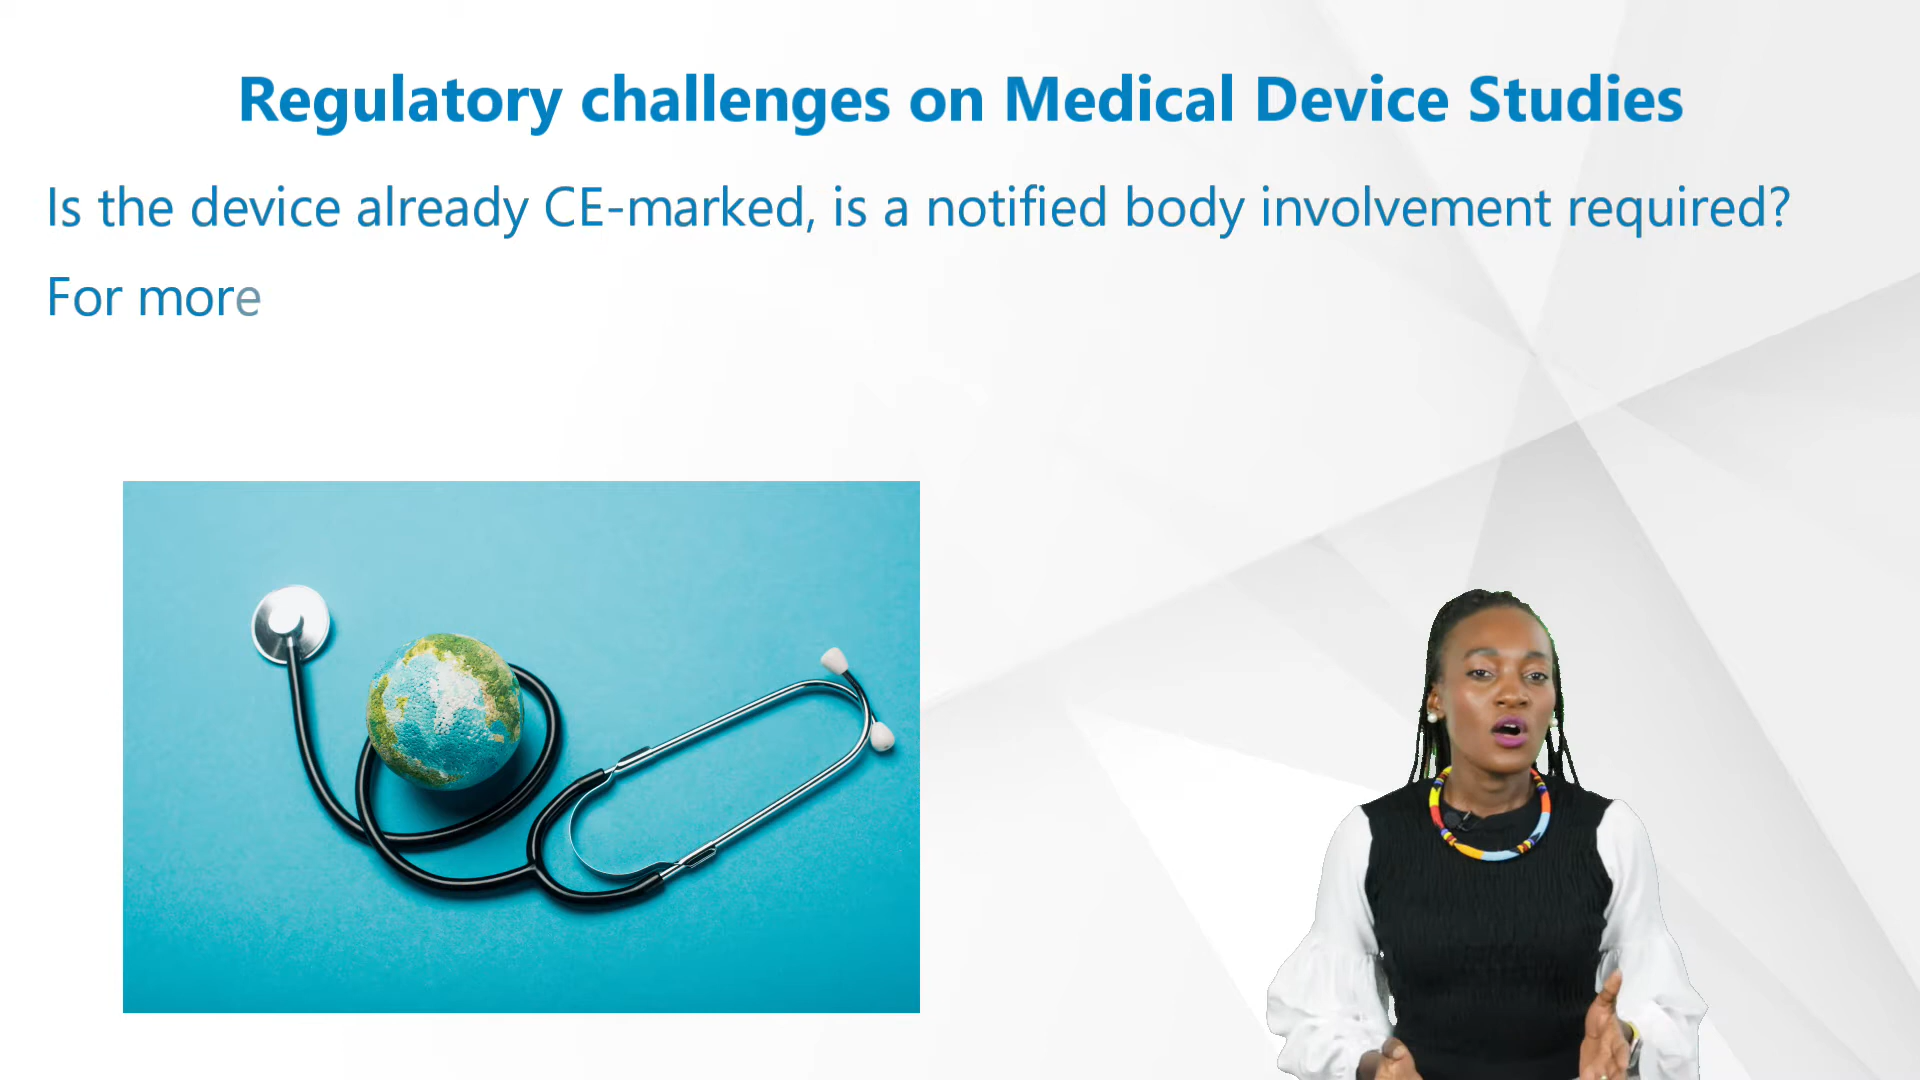 Regulatory challenges on Medical Device Studies
Is the device already CE-marked, is a notified body involvement required?
For more